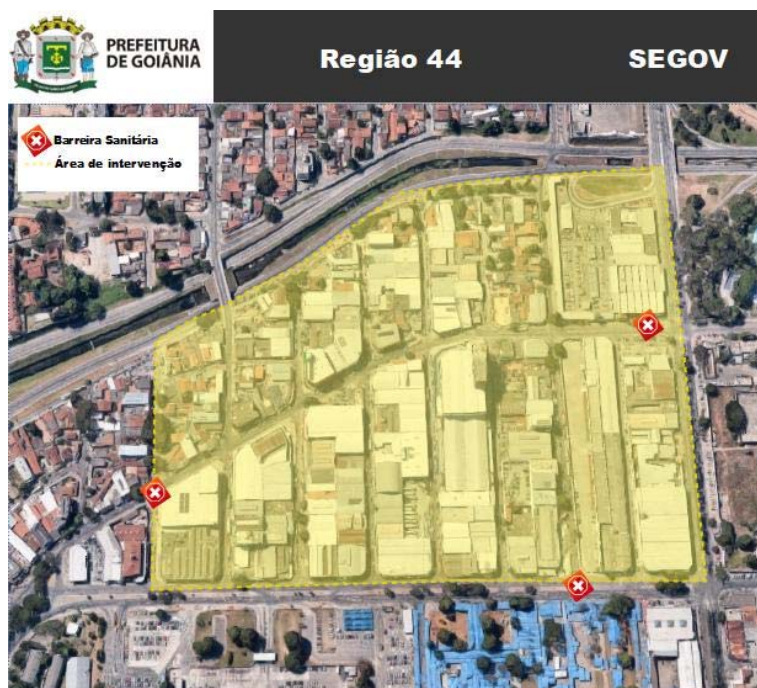 PREFEITURA
DE GOIÂNIA
Região 44
SEGOV
Barreira Sanitária
Área de intervenção